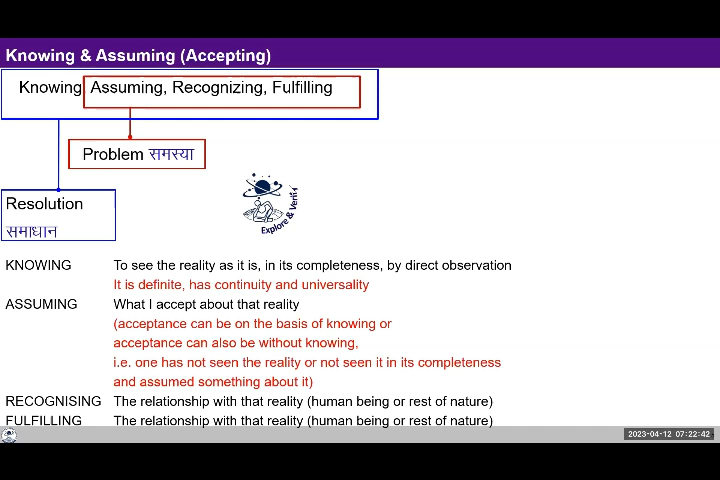 Knowing & Assuming (Accepting)
Knowing Assuming, Recognizing, Fulfilling
Problem समस्या
Resolution
समाधान
Explore & Verify
KNOWING To see the reality as it is, in its completeness, by direct observation
It is definite, has continuity and universality
ASSUMING What I accept about that reality
(acceptance can be on the basis of knowing or
acceptance can also be without knowing,
i.e. one has not seen the reality or not seen it in its completeness
and assumed something about it)
RECOGNISING The relationship with that reality (human being or rest of nature)
FULFILLING The relationship with that reality (human being or rest of nature)
2023-04-12 07:22:42